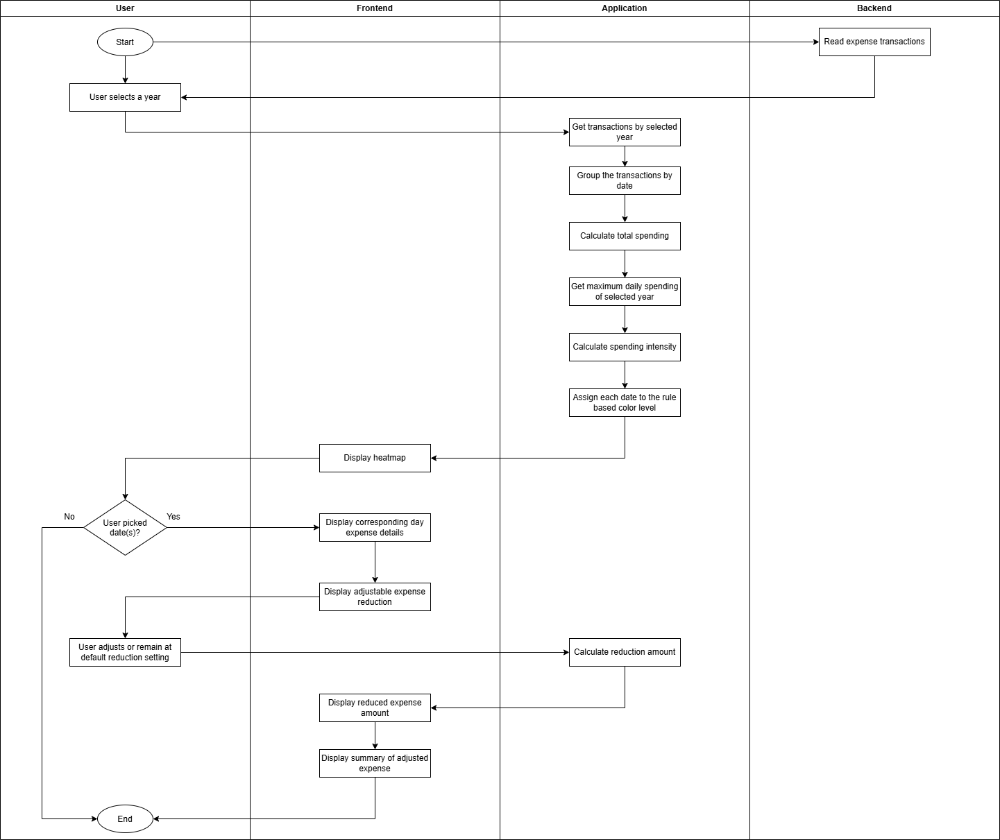 User
Frontend
Application
Backend
Start
Read expense transactions
User selects a year
Get transactions by selected
year
Group the transactions by
date
Calculate total spending
Get maximum daily spending
of selected year
Calculate spending intensity
Assign each date to the rule
based color level
Display heatmap
No
User picked
date(s)?
Yes
Display corresponding day
expense details
Display adjustable expense
reduction
User adjusts or remain at
default reduction setting
Calculate reduction amount
Display reduced expense
amount
Display summary of adjusted
expense
End